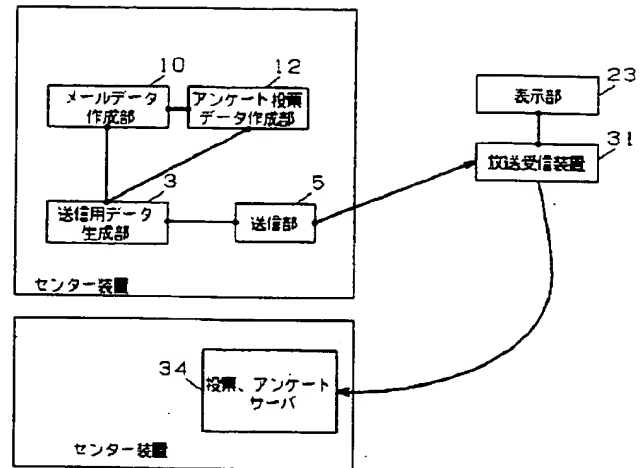 10
メールデータ
作成部
12
アンケート投票
データ作成部
3
送信用データ
生成部
5
送信部
センター装置
23
表示部
31
放送受信装置
34
投票、アンケート
サーバ
センター装置